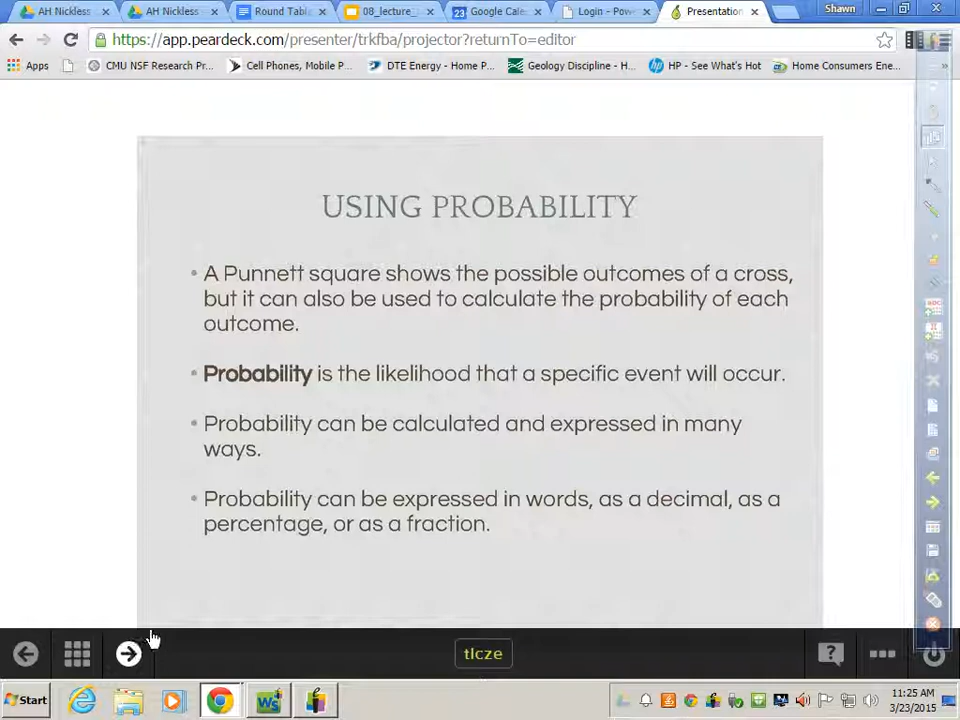 AH Nickless
AH Nickless
Round Tabl
08_lecture_
23
Google Cale
Login - Pow
Presentation
Shawn
https://app.peardeck.com/presenter/trkfba/projector?returnTo=editor
Apps
CMU NSF Research Pr...
Cell Phones, Mobile P...
DTE Energy - Home P...
Geology Discipline - H...
HP - See What's Hot
Home Consumers Ene...
USING PROBABILITY
• A Punnett square shows the possible outcomes of a cross,
but it can also be used to calculate the probability of each
outcome.
• Probability is the likelihood that a specific event will occur.
• Probability can be calculated and expressed in many
ways.
• Probability can be expressed in words, as a decimal, as a
percentage, or as a fraction.
tlcze
Start
Ws
11:25 AM
3/23/2015